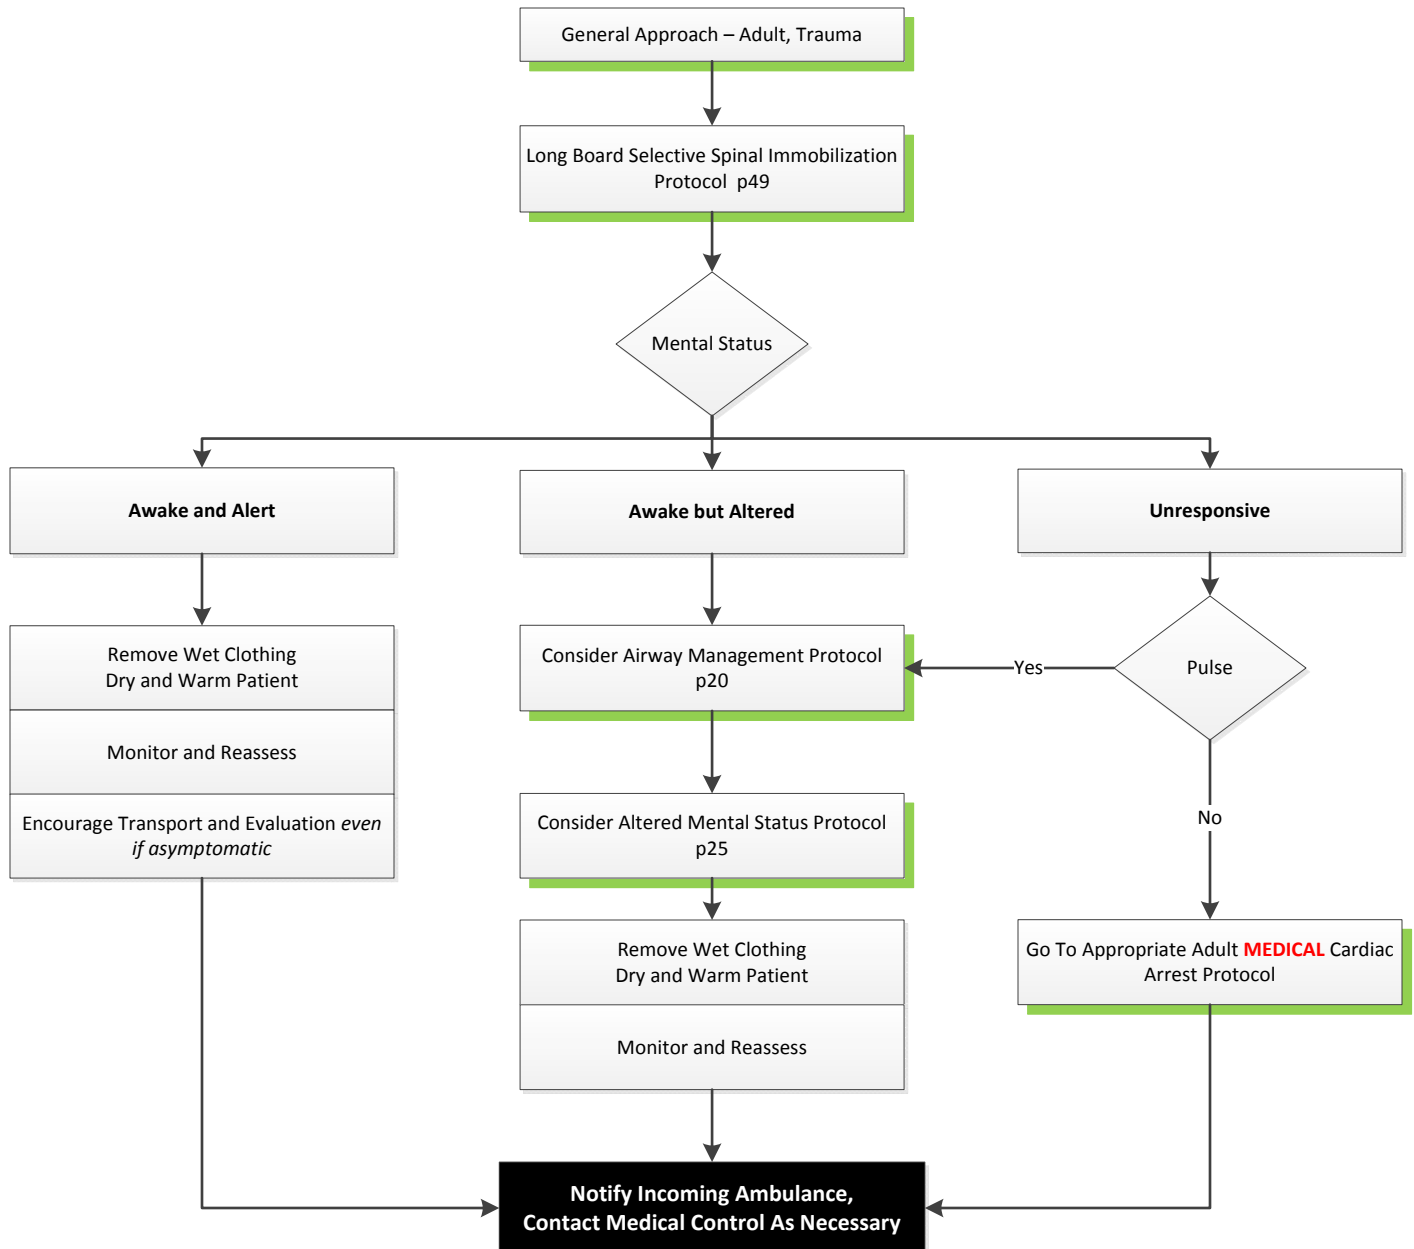 General Approach – Adult, Trauma
Long Board Selective Spinal Immobilization
Protocol p49
Mental Status
Awake and Alert
Awake but Altered
Unresponsive
Remove Wet Clothing
Dry and Warm Patient
Monitor and Reassess
Encourage Transport and Evaluation even
if asymptomatic
Consider Airway Management Protocol
p20
Yes
Pulse
Consider Altered Mental Status Protocol
p25
No
Remove Wet Clothing
Dry and Warm Patient
Monitor and Reassess
Go To Appropriate Adult MEDICAL Cardiac
Arrest Protocol
Notify Incoming Ambulance,
Contact Medical Control As Necessary